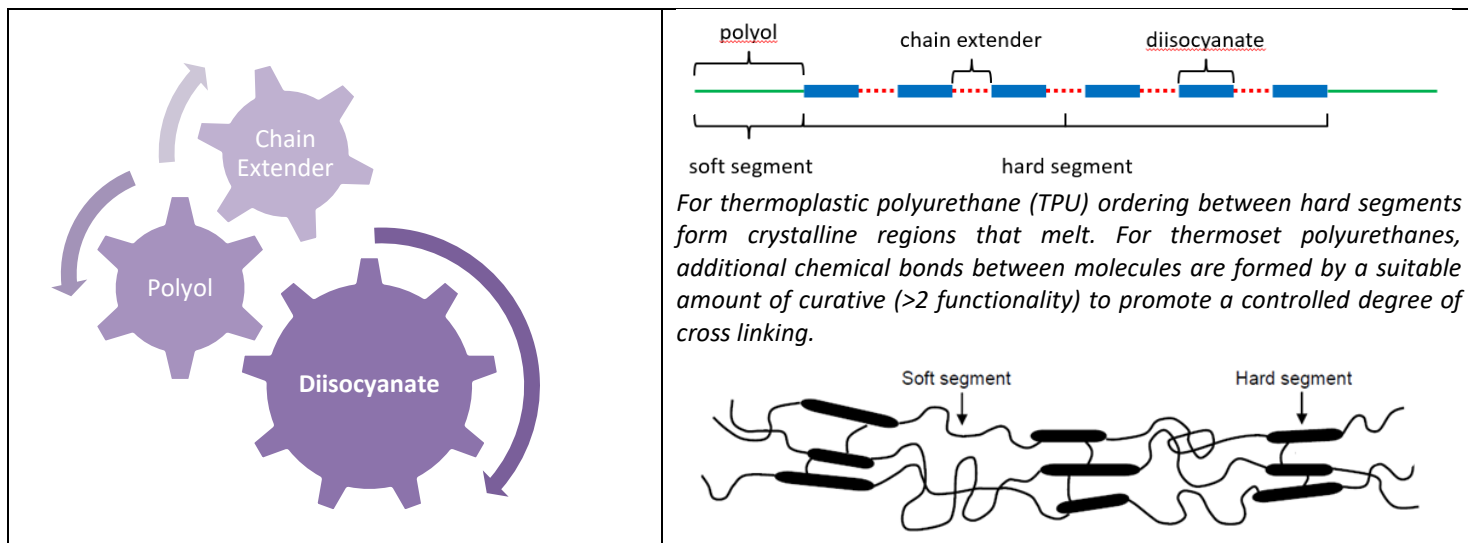 Chain
Extender
Polyol
Diisocyanate
polyol
chain extender
diisocyanate
soft segment
hard segment
For thermoplastic polyurethane (TPU) ordering between hard segments
form crystalline regions that melt. For thermoset polyurethanes,
additional chemical bonds between molecules are formed by a suitable
amount of curative (>2 functionality) to promote a controlled degree of
cross linking.
Soft segment
Hard segment